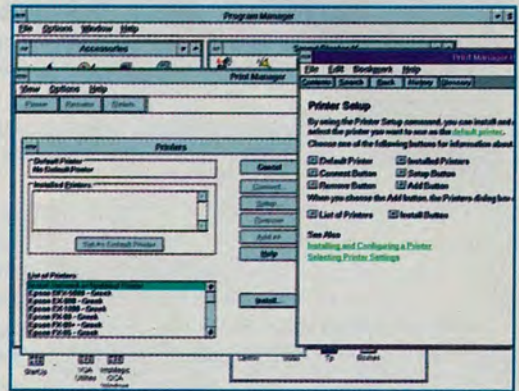 Program Manager
File Options Window Help
Accessories
Print Manager
View Options Help
Pause Resume Delete
Printers
Default Printer
No Default Printer
Installed Printers:
Set As Default Printer
List of Printers:
Epson DFX-5000 - Greek
Epson EX-800 - Greek
Epson EX-1000 - Greek
Epson FX-80 - Greek
Epson FX-80+ - Greek
Epson FX-85 - Greek
Cancel
Connect...
Setup...
Remove
Add >>
Help
Install...
File Edit Bookmark Help
Contents Search Back History Glossary
Printer Setup
By using the Printer Setup command, you can install and
select the printer you want to use as the default printer.
Choose one of the following buttons for information about
Default Printer Installed Printers
Connect Button Setup Button
Remove Button Add Button
When you choose the Add button, the Printers dialog box
List of Printers Install Button
See Also
Installing and Configuring a Printer
Selecting Printer Settings
StartUp